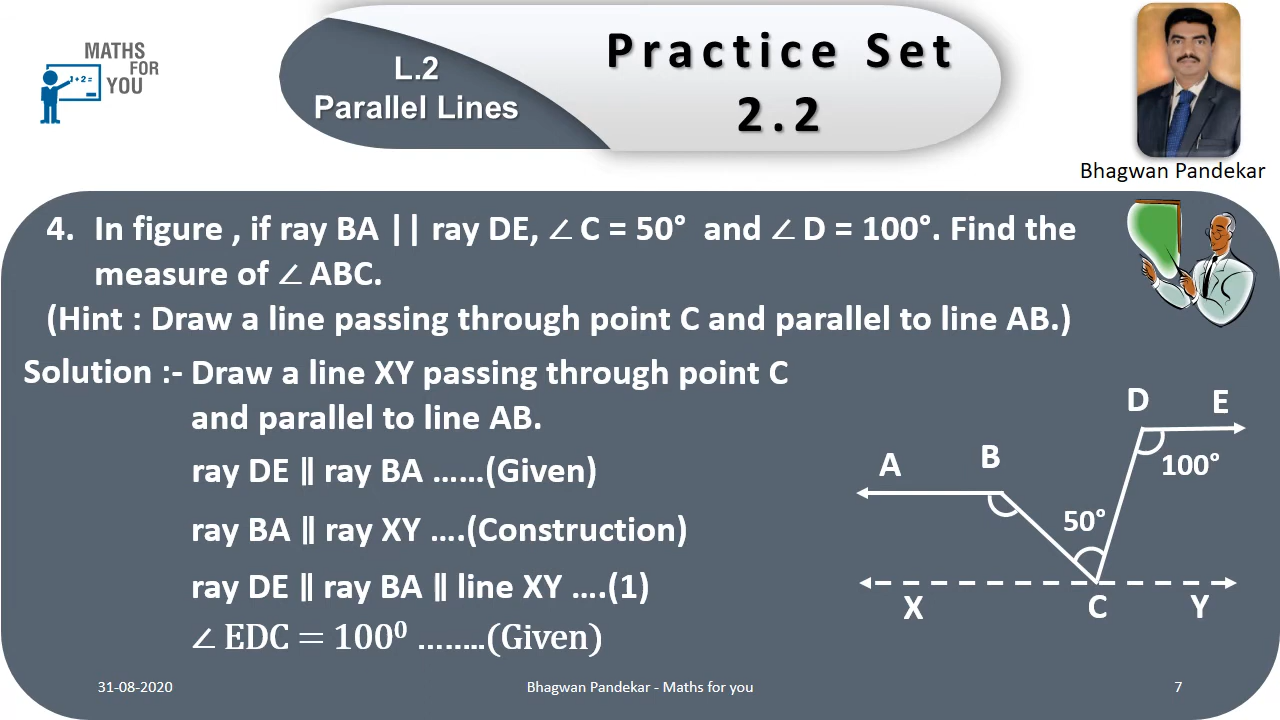 MATHS
FOR
YOU
1+2=
L.2
Parallel Lines
Practice Set
2.2
Bhagwan Pandekar
4. In figure , if ray BA || ray DE, ∠ C = 50° and ∠ D = 100°. Find the
measure of ∠ ABC.
(Hint : Draw a line passing through point C and parallel to line AB.)
Solution :- Draw a line XY passing through point C
and parallel to line AB.
ray DE ∥ ray BA ......(Given)
ray BA ∥ ray XY ....(Construction)
ray DE ∥ ray BA ∥ line XY ....(1)
∠ EDC = 100⁰ ........(Given)
D E
100°
A B
50°
X C Y
31-08-2020
Bhagwan Pandekar - Maths for you
7